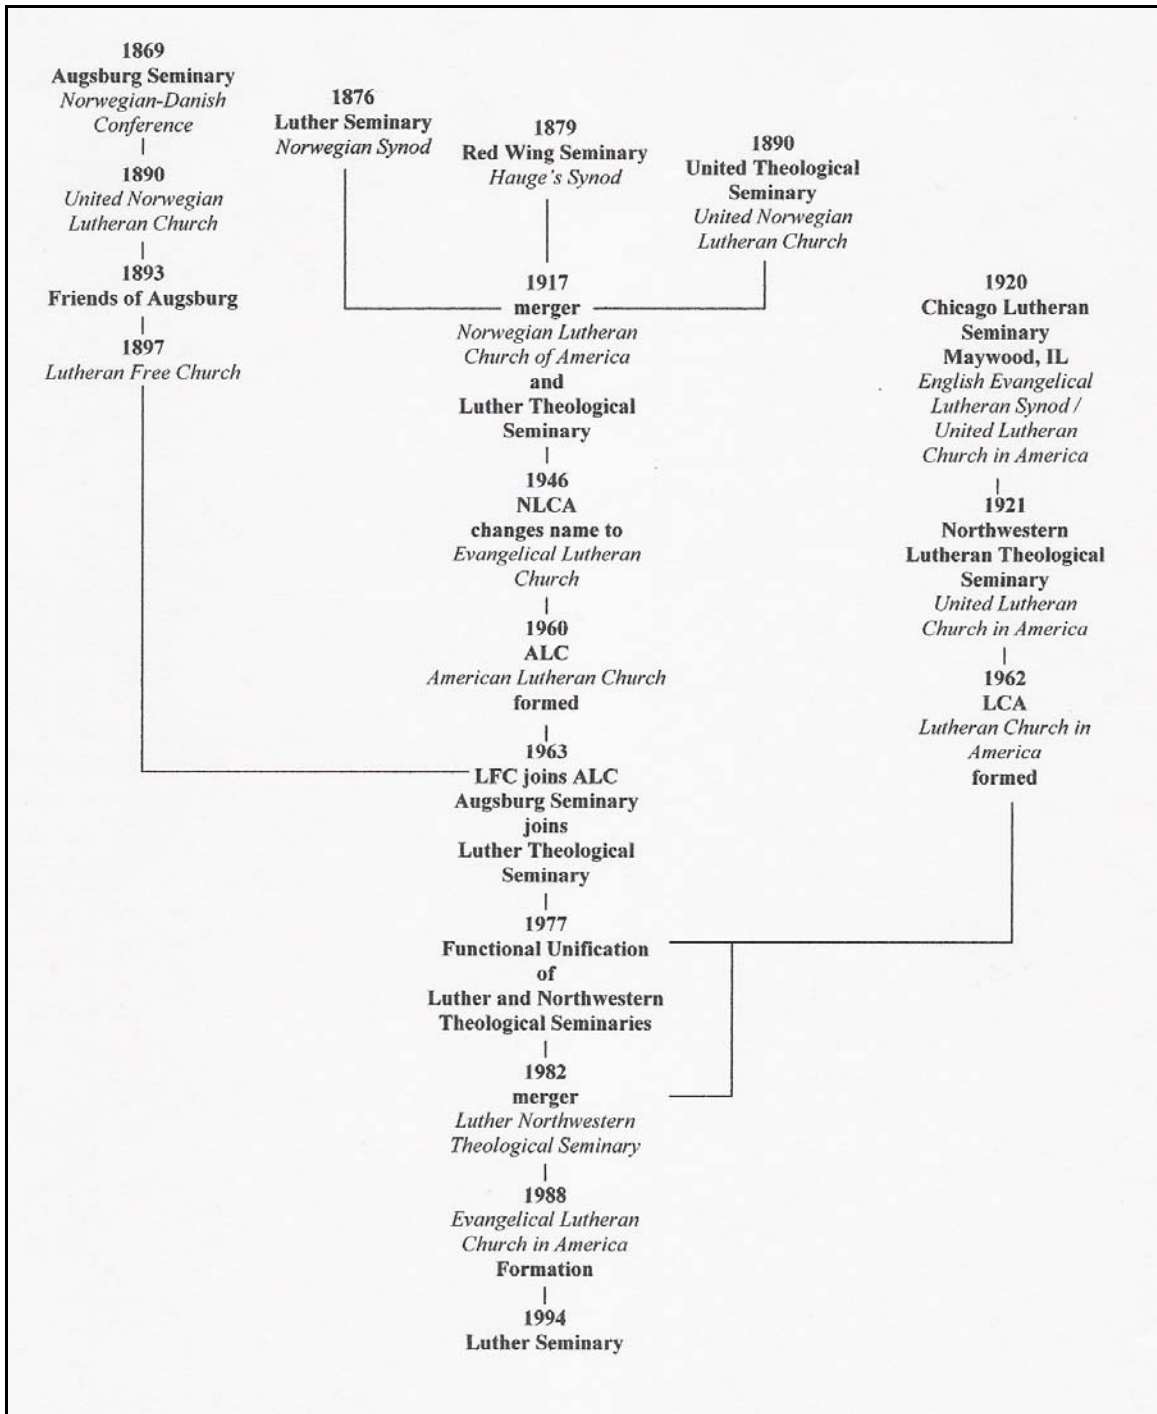 1869
Augsburg Seminary
Norwegian-Danish
Conference
1890
United Norwegian
Lutheran Church
1893
Friends of Augsburg
1897
Lutheran Free Church
1876
Luther Seminary
Norwegian Synod
1879
Red Wing Seminary
Hauge's Synod
1890
United Theological
Seminary
United Norwegian
Lutheran Church
1917
merger
Norwegian Lutheran
Church of America
and
Luther Theological
Seminary
1946
NLCA
changes name to
Evangelical Lutheran
Church
1960
ALC
American Lutheran Church
formed
1963
LFC joins ALC
Augsburg Seminary
joins
Luther Theological
Seminary
1920
Chicago Lutheran
Seminary
Maywood, IL
English Evangelical
Lutheran Synod /
United Lutheran
Church in America
1921
Northwestern
Lutheran Theological
Seminary
United Lutheran
Church in America
1962
LCA
Lutheran Church in
America
formed
1977
Functional Unification
of
Luther and Northwestern
Theological Seminaries
1982
merger
Luther Northwestern
Theological Seminary
1988
Evangelical Lutheran
Church in America
Formation
1994
Luther Seminary